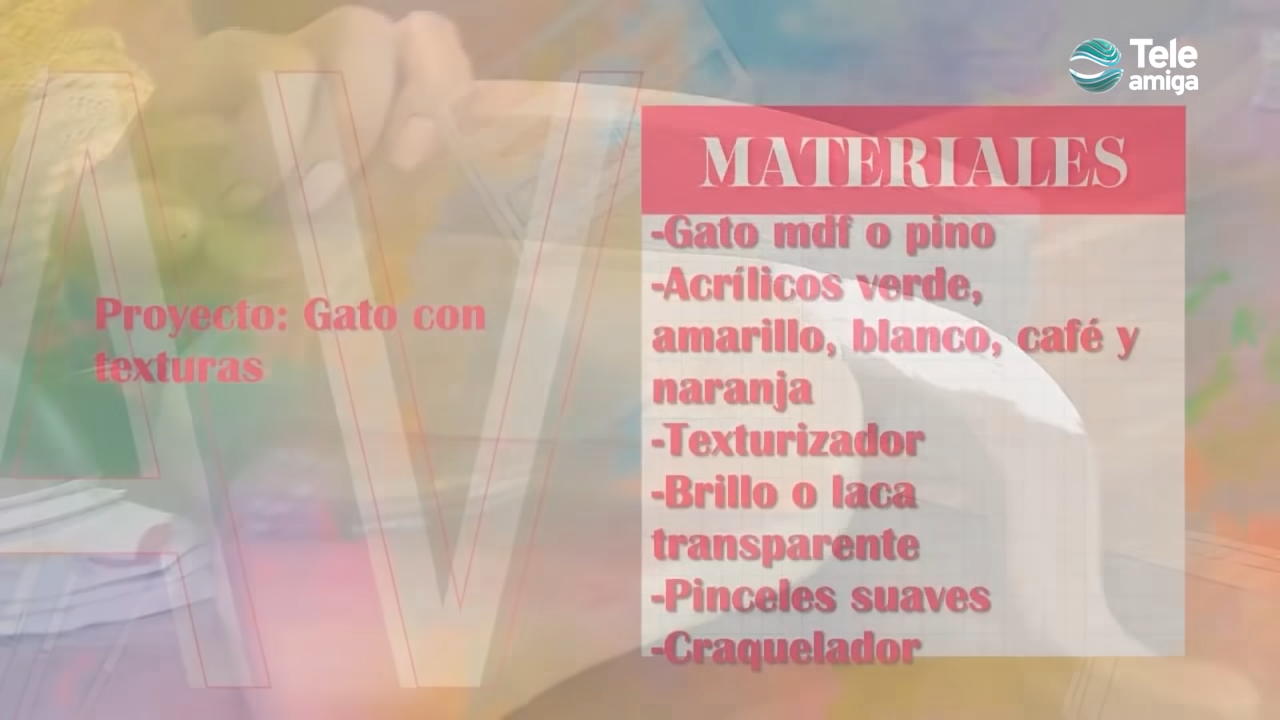 Tele
amiga
MATERIALES
-Gato mdf o pino
-Acrílicos verde,
amarillo, blanco, café y
naranja
-Texturizador
-Brillo o laca
transparente
-Pinceles suaves
-Craquelador
Proyecto: Gato con
texturas
AV